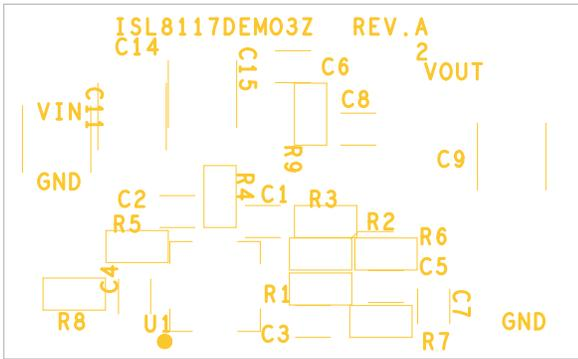 ISL8117DEMO3Z REV.A
C14
2
C15
C6
VOUT
C11
VIN
C8
R9
C9
GND
R4
C2
C1
R3
R5
R2
R6
C5
C4
R1
C7
R8
U1
C3
GND
R7